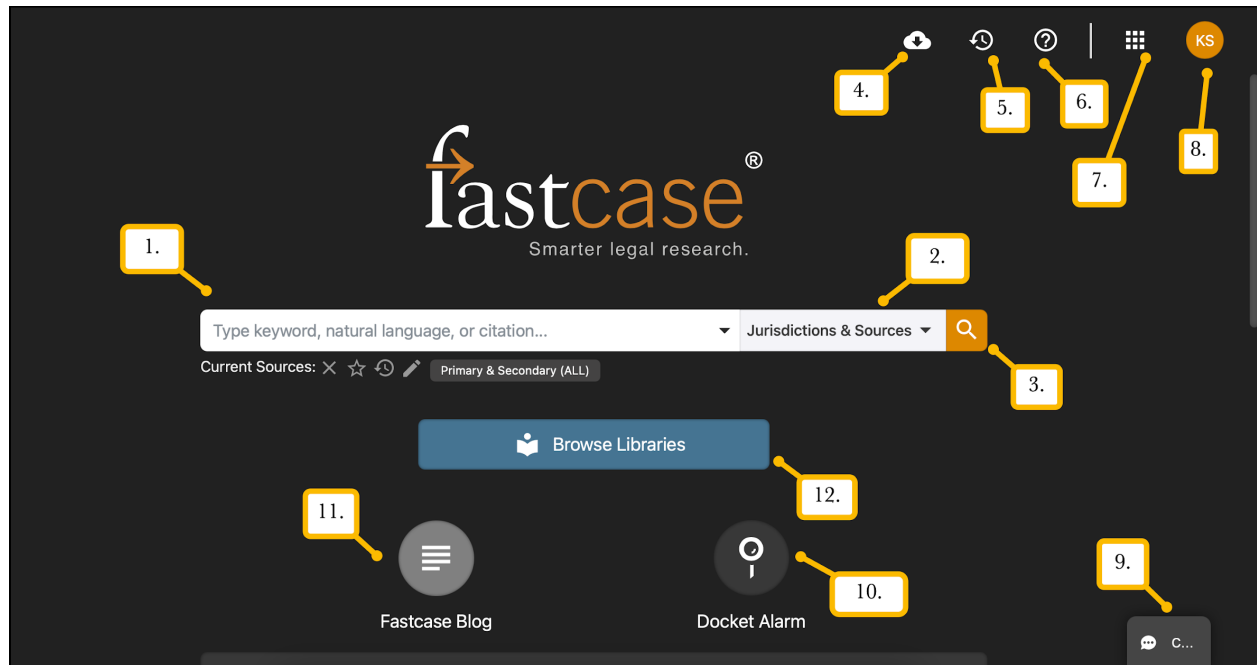 KS
4.
5.
6.
7.
8.
fastcase®
Smarter legal research.
1.
2.
Type keyword, natural language, or citation...
Jurisdictions & Sources
3.
Current Sources:
Primary & Secondary (ALL)
Browse Libraries
12.
11.
10.
9.
Fastcase Blog
Docket Alarm
C...